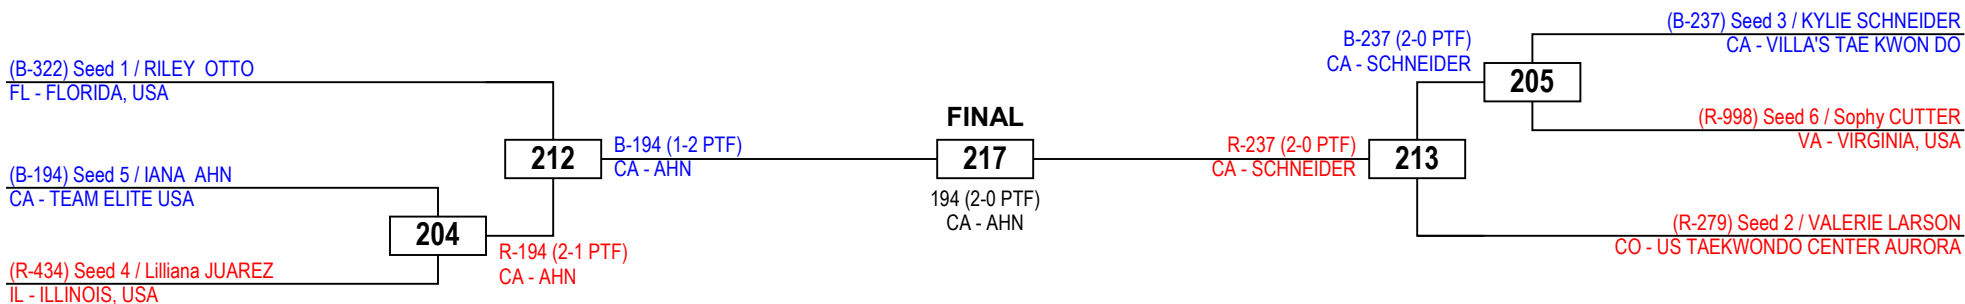 (B-322) Seed 1 / RILEY OTTO
FL - FLORIDA, USA
(B-194) Seed 5 / IANA AHN
CA - TEAM ELITE USA
(R-434) Seed 4 / Lilliana JUAREZ
IL - ILLINOIS, USA
204
R-194 (2-1 PTF)
CA - AHN
212
B-194 (1-2 PTF)
CA - AHN
FINAL
217
194 (2-0 PTF)
CA - AHN
R-237 (2-0 PTF)
CA - SCHNEIDER
213
B-237 (2-0 PTF)
CA - SCHNEIDER
205
(B-237) Seed 3 / KYLIE SCHNEIDER
CA - VILLA'S TAE KWON DO
(R-998) Seed 6 / Sophy CUTTER
VA - VIRGINIA, USA
(R-279) Seed 2 / VALERIE LARSON
CO - US TAEKWONDO CENTER AURORA